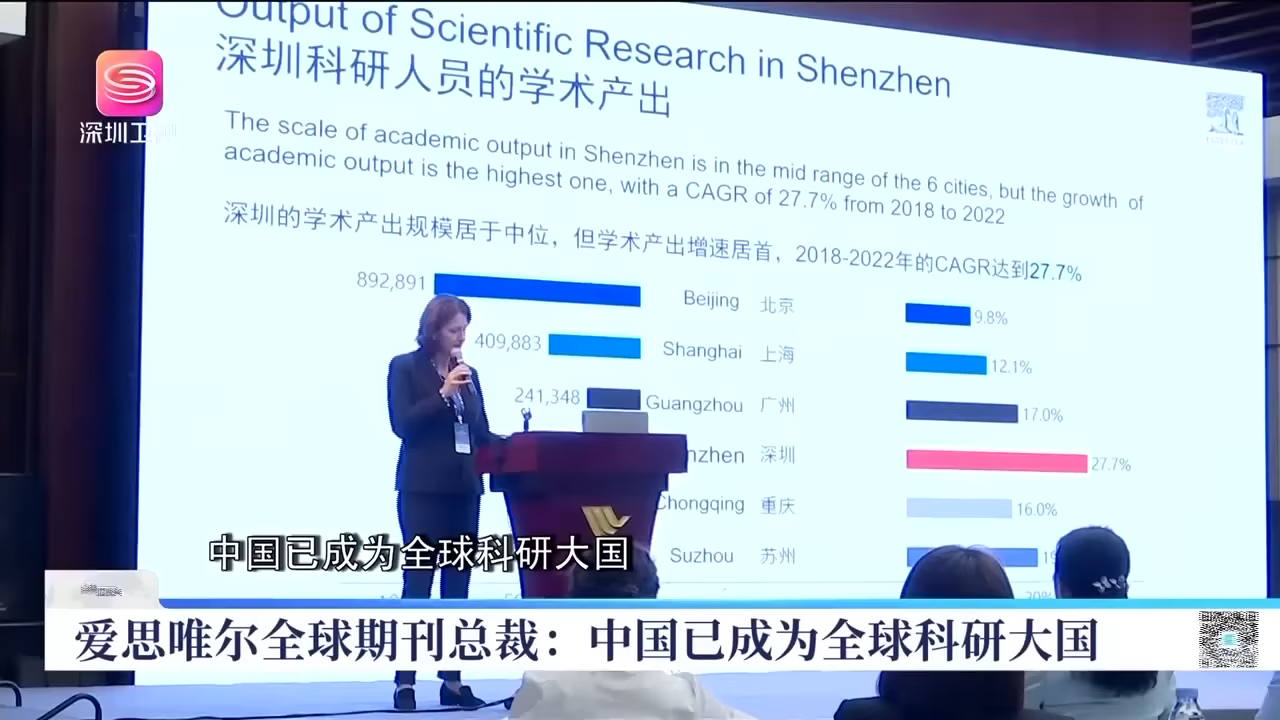 Output of Scientific Research in Shenzhen
深圳科研人员的学术产出
深圳卫
The scale of academic output in Shenzhen is in the mid range of the 6 cities, but the growth of
academic output is the highest one, with a CAGR of 27.7% from 2018 to 2022
深圳的学术产出规模居于中位，但学术产出增速居首，2018-2022年的CAGR达到27.7%
892,891 Beijing 北京 9.8%
409,883 Shanghai 上海 12.1%
241,348 Guangzhou 广州 17.0%
nzhen 深圳 27.7%
Chongqing 重庆 16.0%
Suzhou 苏州
中国已成为全球科研大国
爱思唯尔全球期刊总裁：中国已成为全球科研大国